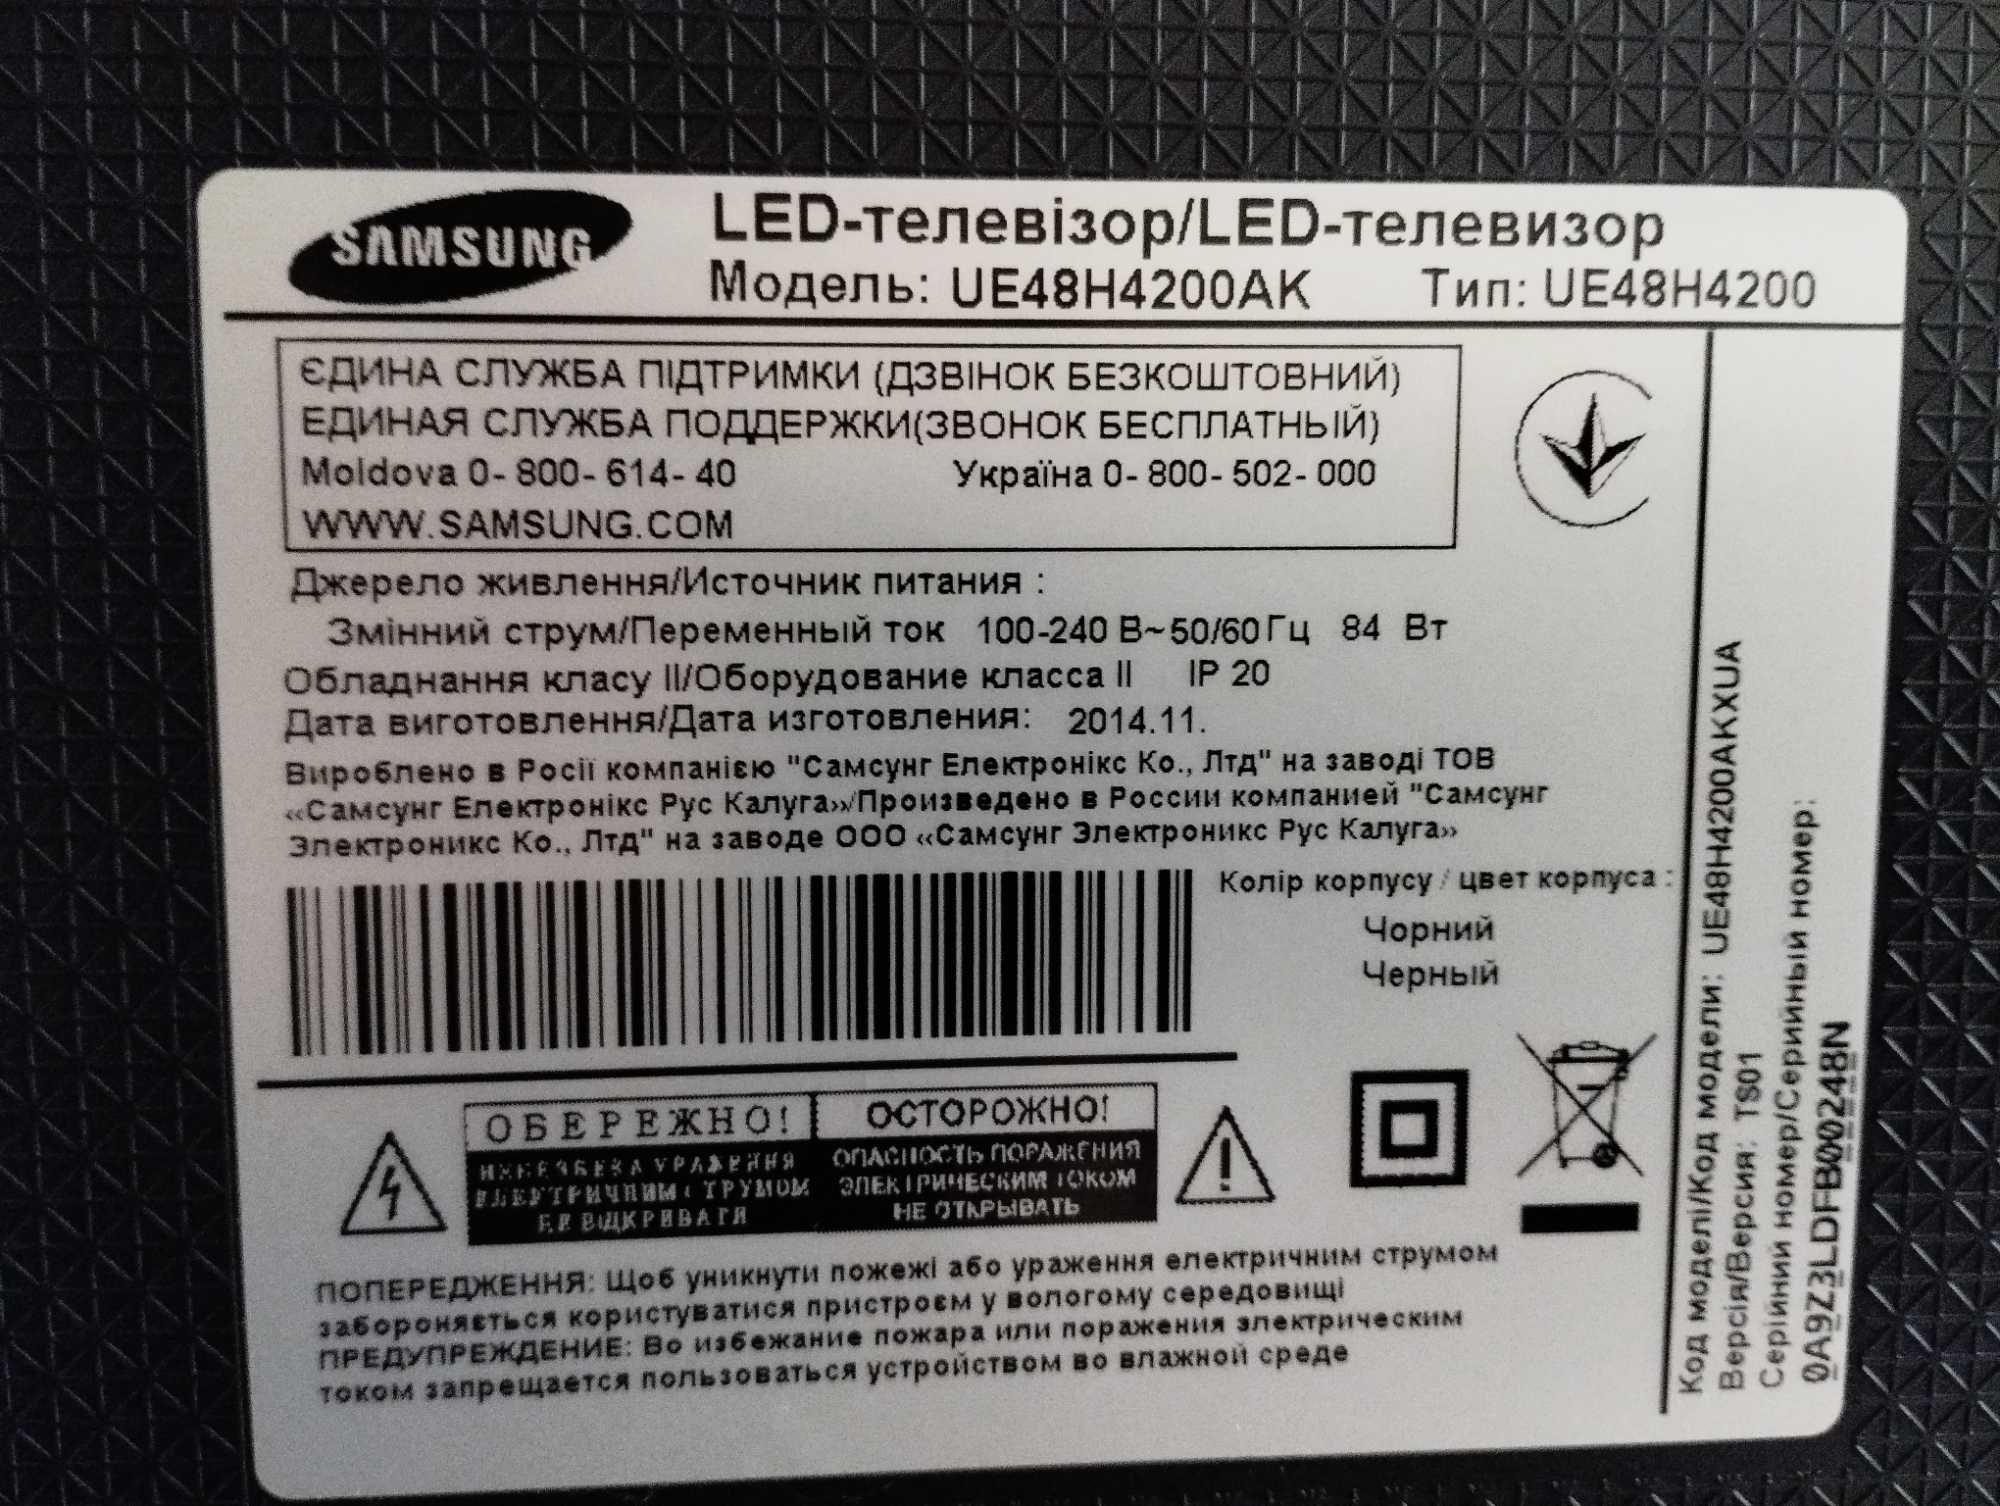 SAMSUNG
LED-телевізор/LED-телевизор
Модель: UE48H4200AK Тип: UE48H4200
ЄДИНА СЛУЖБА ПІДТРИМКИ (ДЗВІНОК БЕЗКОШТОВНИЙ)
ЕДИНАЯ СЛУЖБА ПОДДЕРЖКИ(ЗВОНОК БЕСПЛАТНЫЙ)
Moldova 0- 800- 614- 40 Україна 0- 800- 502- 000
WWW.SAMSUNG.COM
Джерело живлення/Источник питания :
Змінний струм/Переменный ток 100-240 В~50/60Гц 84 Вт
Обладнання класу II/Оборудование класса II IP 20
Дата виготовлення/Дата изготовления: 2014.11.
Вироблено в Росії компанією "Самсунг Електронікс Ко., Лтд" на заводі ТОВ
«Самсунг Електронікс Рус Калуга»/Произведено в России компанией "Самсунг
Электроникс Ко., Лтд" на заводе ООО «Самсунг Электроникс Рус Калуга»
Колір корпусу / цвет корпуса :
Чорний
Черный
ОБЕРЕЖНО!
НЕБЕЗПЕКА УРАЖЕННЯ
ЕЛЕКТРИЧНИМ СТРУМОМ
НЕ ВІДКРИВАТИ
ОСТОРОЖНО!
ОПАСНОСТЬ ПОРАЖЕНИЯ
ЭЛЕКТРИЧЕСКИМ ТОКОМ
НЕ ОТКРЫВАТЬ
ПОПЕРЕДЖЕННЯ: Щоб уникнути пожежі або ураження електричним струмом
забороняється користуватися пристроєм у вологому середовищі
ПРЕДУПРЕЖДЕНИЕ: Во избежание пожара или поражения электрическим
током запрещается пользоваться устройством во влажной среде
Код моделі/Код модели: UE48H4200AKXUA
Версія/Версия: TS01
Серійний номер/Серийный номер:
0A9Z3LDFB00248N